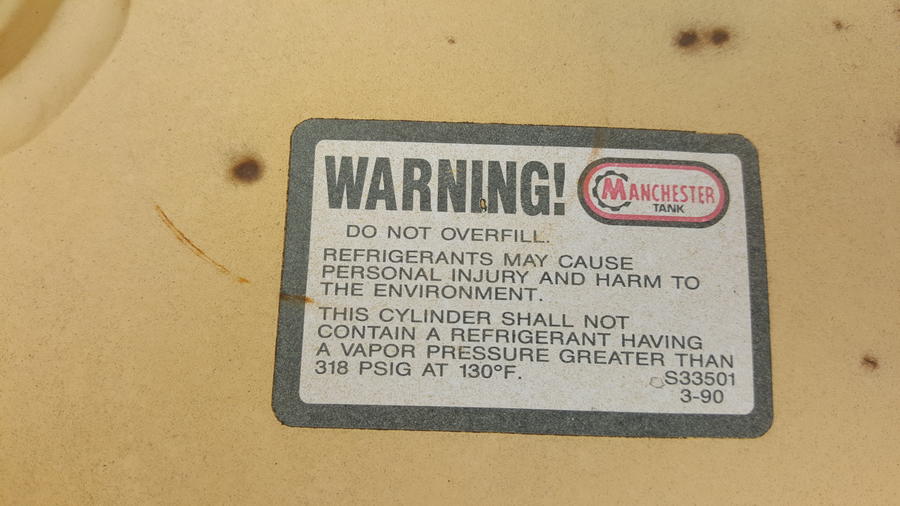 WARNING!
MANCHESTER
TANK
DO NOT OVERFILL.
REFRIGERANTS MAY CAUSE
PERSONAL INJURY AND HARM TO
THE ENVIRONMENT.
THIS CYLINDER SHALL NOT
CONTAIN A REFRIGERANT HAVING
A VAPOR PRESSURE GREATER THAN
318 PSIG AT 130°F.
S33501
3-90